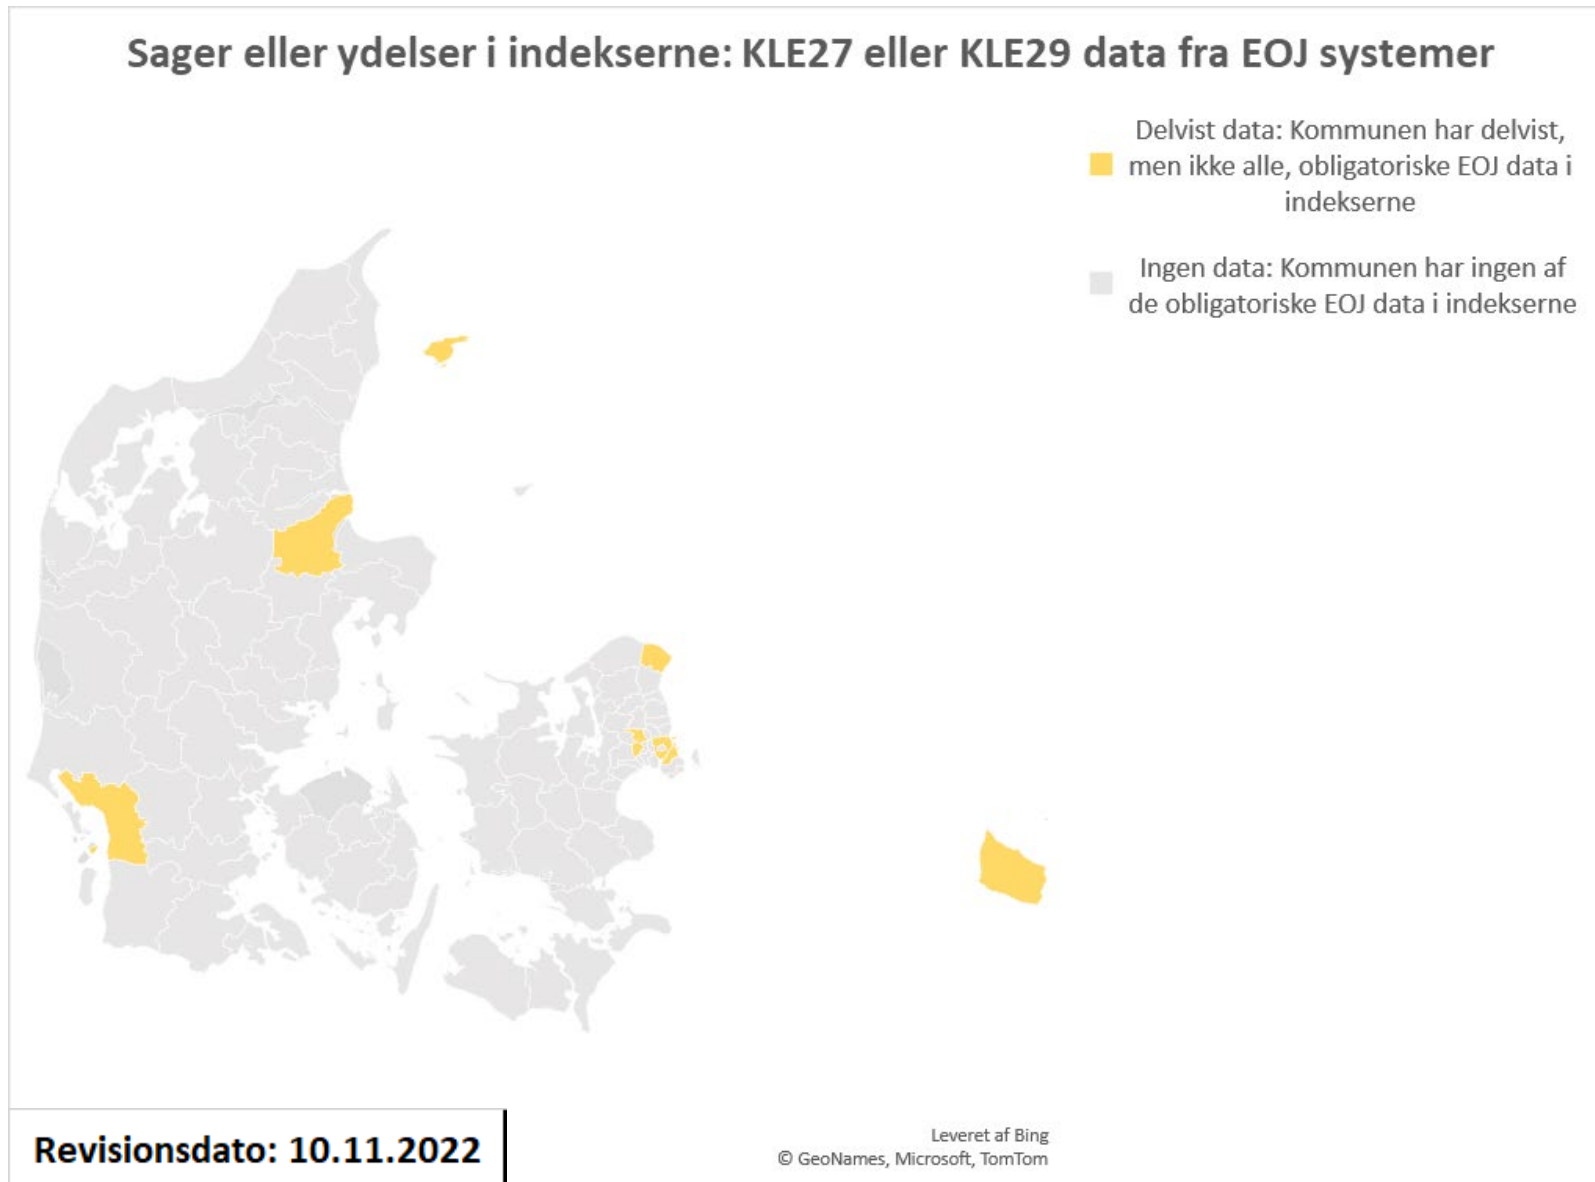 Sager eller ydelser i indekserne: KLE27 eller KLE29 data fra EOJ systemer
Delvist data: Kommunen har delvist,
men ikke alle, obligatoriske EOJ data i
indekserne
Ingen data: Kommunen har ingen af
de obligatoriske EOJ data i indekserne
Revisionsdato: 10.11.2022
Leveret af Bing
© GeoNames, Microsoft, TomTom